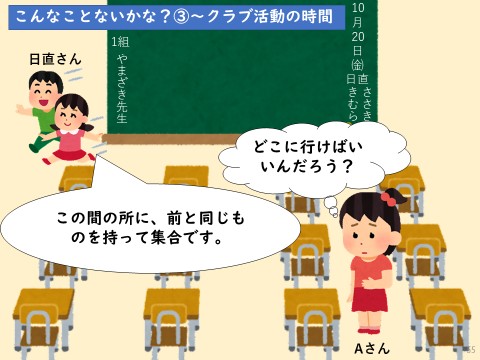 こんなことないかな？③～クラブ活動の時間
10月20日㈎
日直 ささき
きむら
1組 やまざき先生
日直さん
どこに行けばい
いんだろう？
この間の所に、前と同じも
のを持って集合です。
Aさん